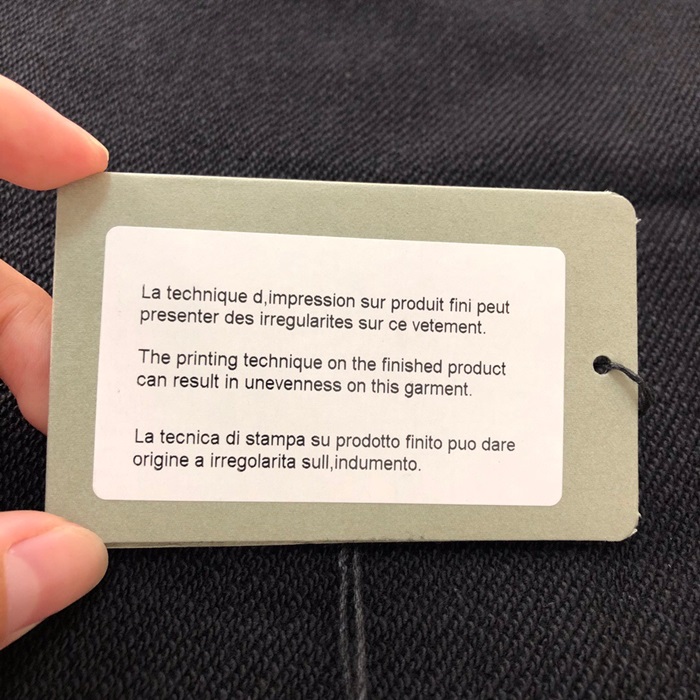 La technique d,impression sur produit fini peut
presenter des irregularites sur ce vetement.
The printing technique on the finished product
can result in unevenness on this garment.
La tecnica di stampa su prodotto finito puo dare
origine a irregolarita sull,indumento.